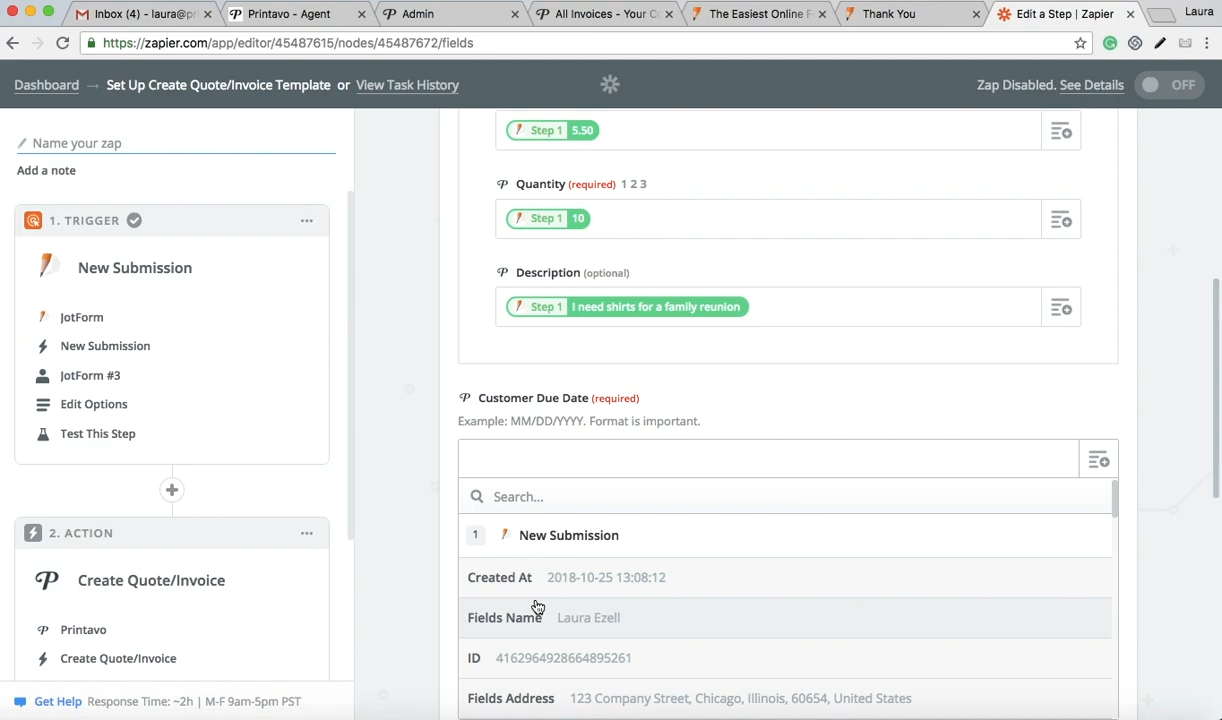 Inbox (4) - laura@pri
Printavo - Agent
Admin
All Invoices - Your Co
The Easiest Online F
Thank You
Edit a Step | Zapier
Laura
https://zapier.com/app/editor/45487615/nodes/45487672/fields
Dashboard → Set Up Create Quote/Invoice Template or View Task History
Zap Disabled. See Details
OFF
Name your zap
Add a note
1. TRIGGER
New Submission
JotForm
New Submission
JotForm #3
Edit Options
Test This Step
2. ACTION
Create Quote/Invoice
Printavo
Create Quote/Invoice
Get Help Response Time: ~2h | M-F 9am-5pm PST
Step 1 5.50
Quantity (required) 1 2 3
Step 1 10
Description (optional)
Step 1 I need shirts for a family reunion
Customer Due Date (required)
Example: MM/DD/YYYY. Format is important.
Search...
1 New Submission
Created At 2018-10-25 13:08:12
Fields Name Laura Ezell
ID 4162964928664895261
Fields Address 123 Company Street, Chicago, Illinois, 60654, United States